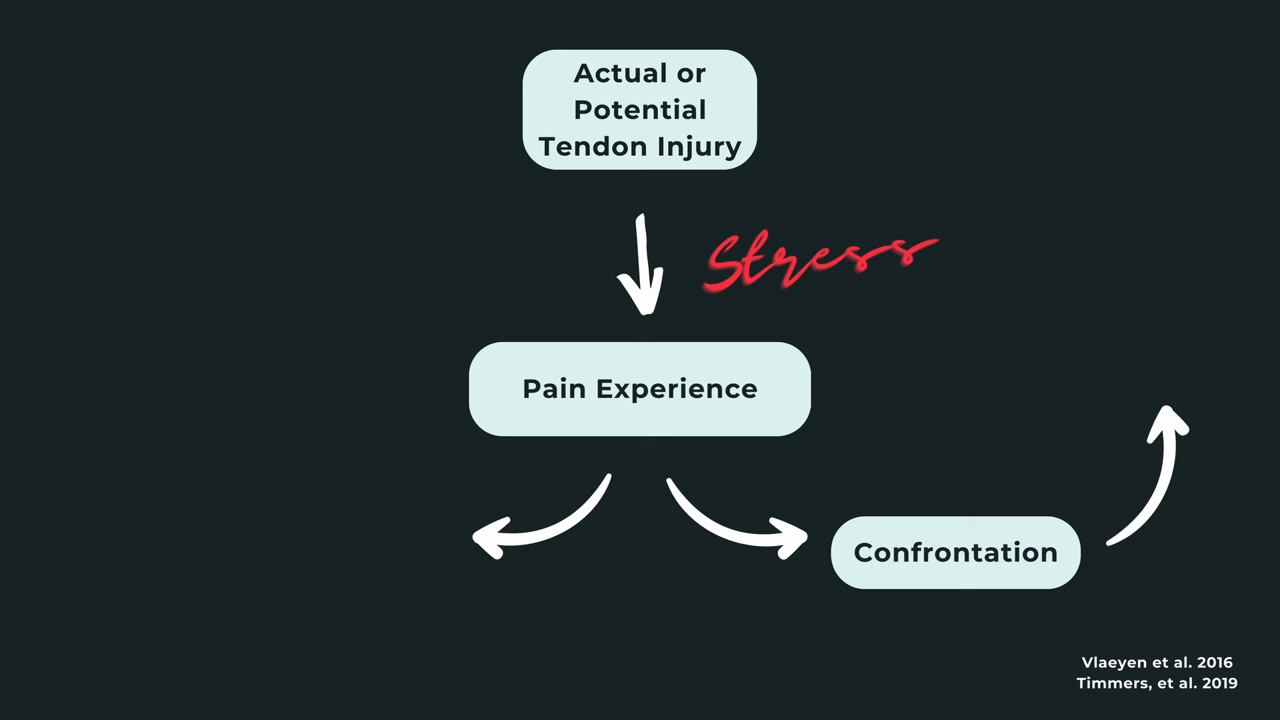 Actual or
Potential
Tendon Injury
Stress
Pain Experience
Confrontation
Vlaeyen et al. 2016
Timmers, et al. 2019